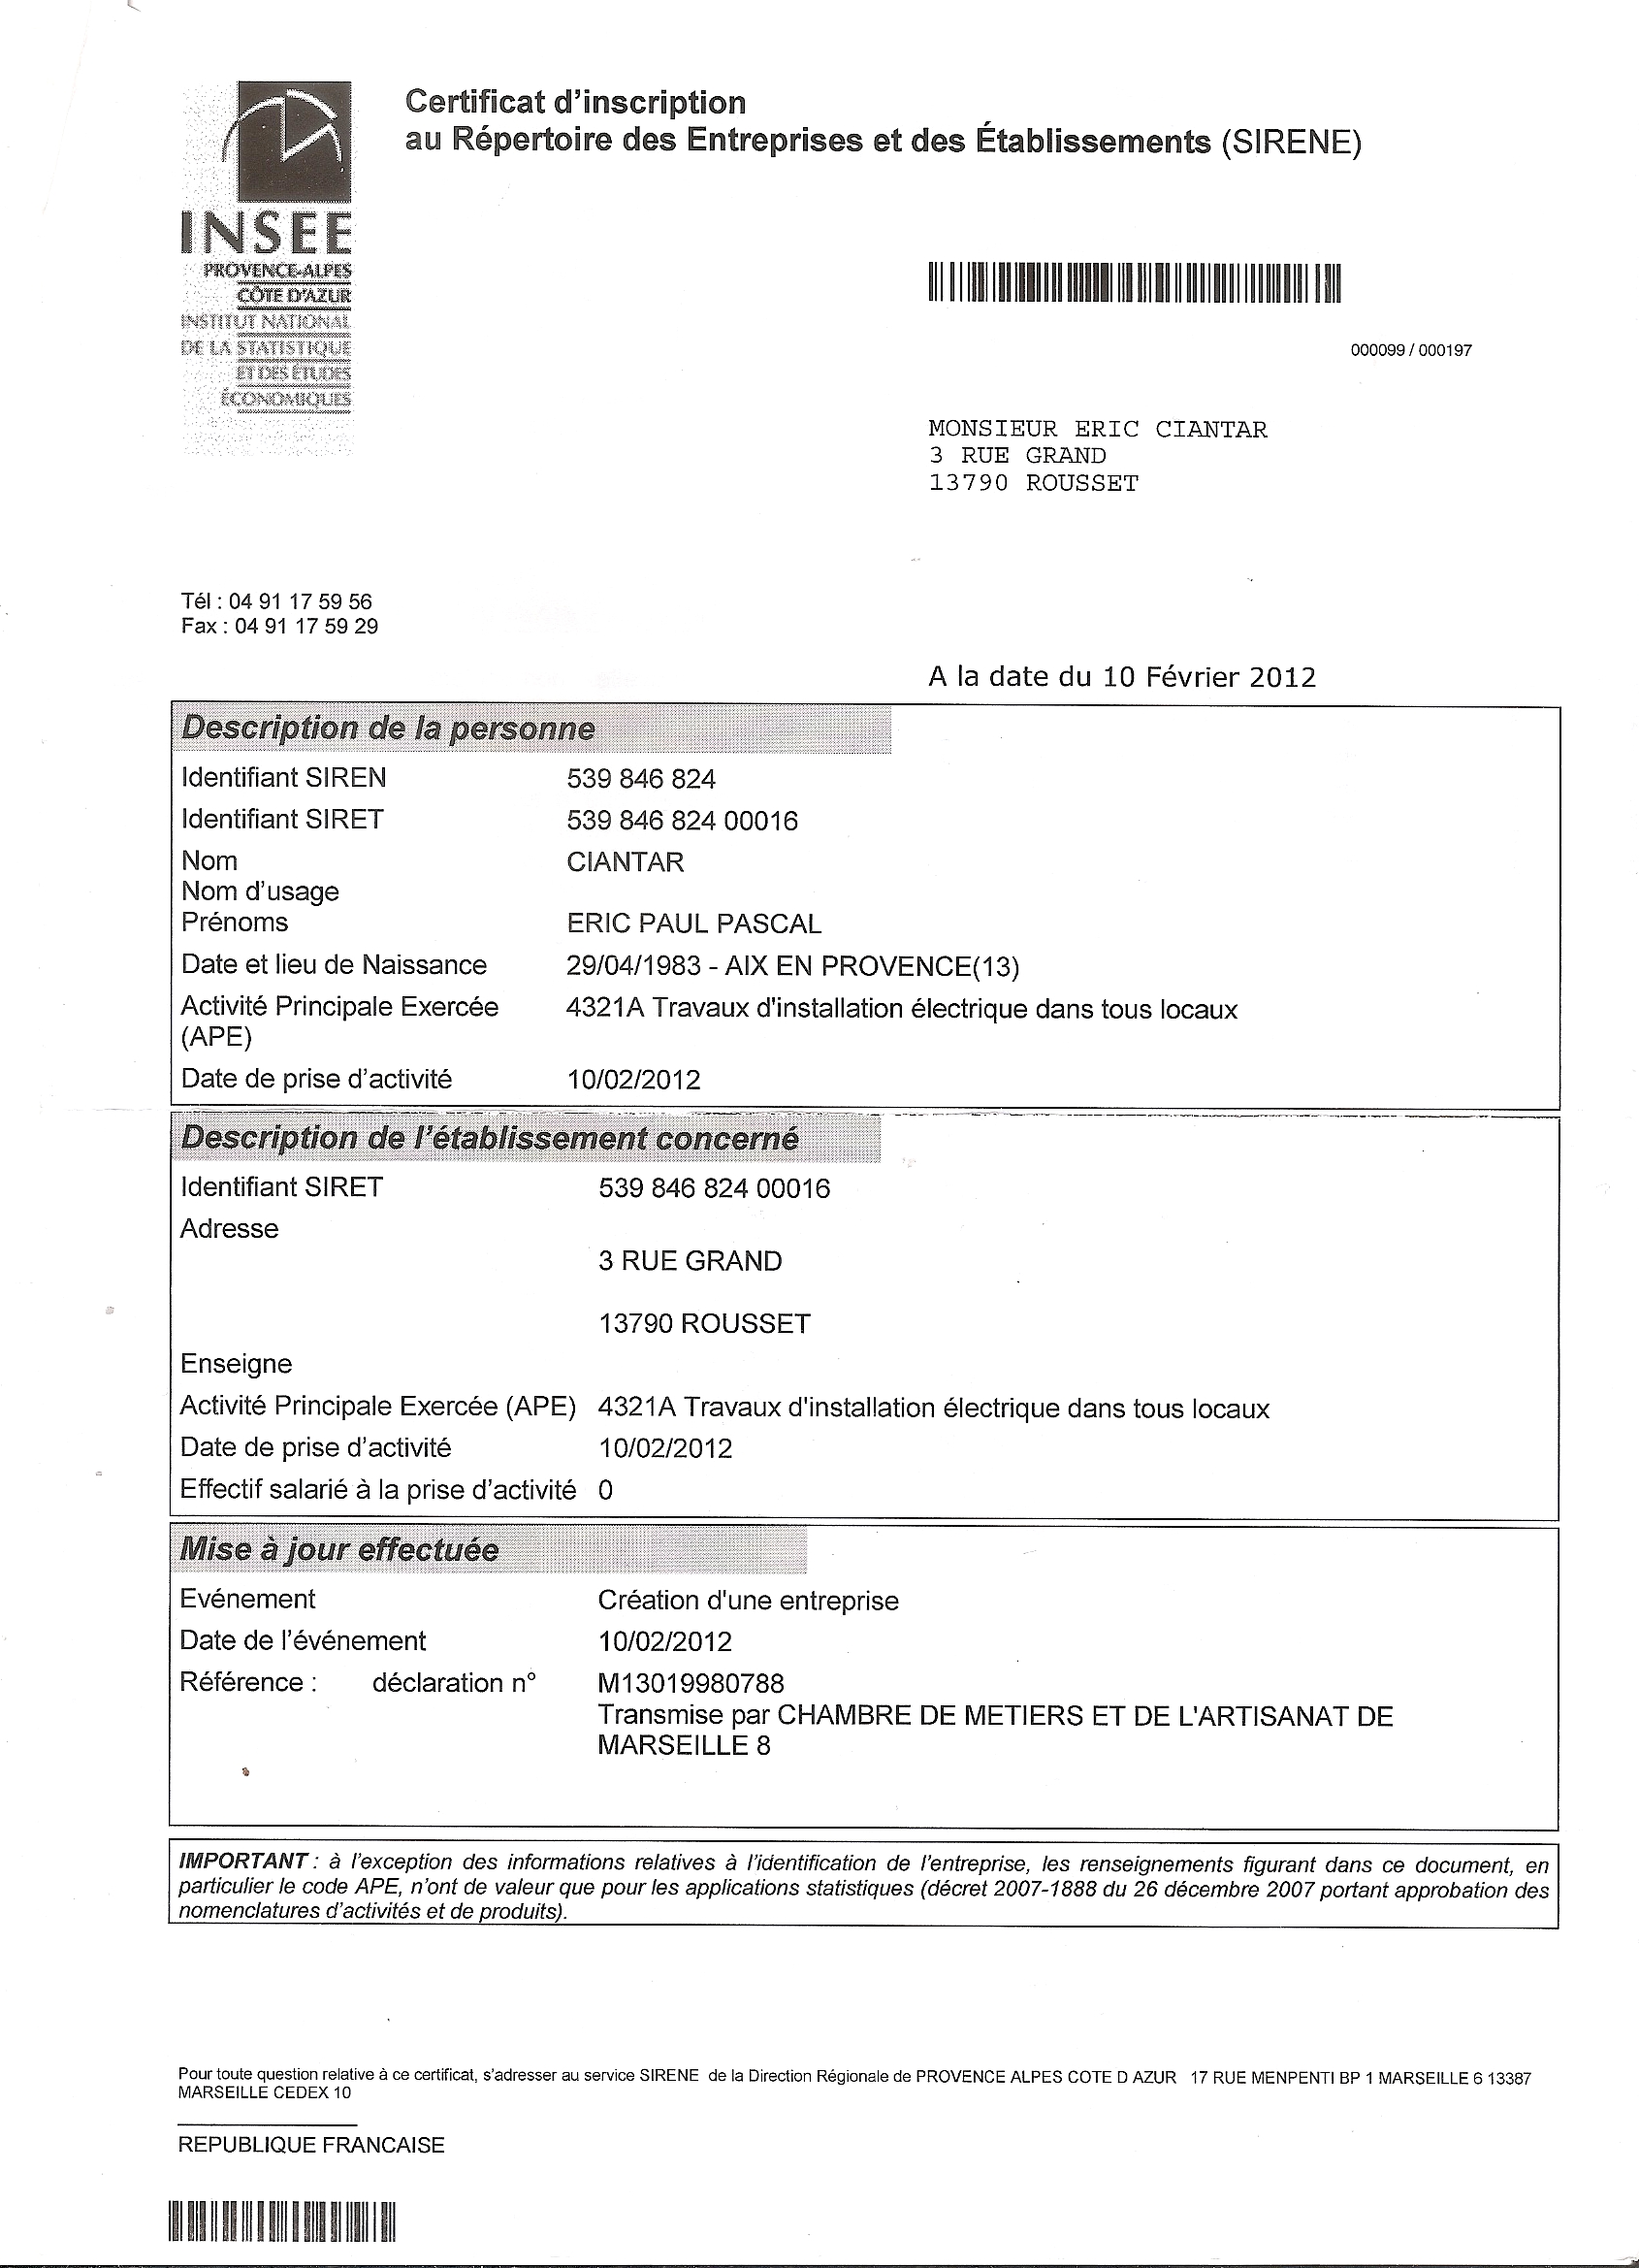 Certificat d'inscription
au Répertoire des Entreprises et des Établissements (SIRENE)
INSEE
PROVENCE-ALPES
CÔTE D'AZUR
INSTITUT NATIONAL
DE LA STATISTIQUE
ET DES ÉTUDES
ÉCONOMIQUES
000099 / 000197
MONSIEUR ERIC CIANTAR
3 RUE GRAND
13790 ROUSSET
Tél : 04 91 17 59 56
Fax : 04 91 17 59 29
A la date du 10 Février 2012
Description de la personne
Identifiant SIREN 539 846 824
Identifiant SIRET 539 846 824 00016
Nom CIANTAR
Nom d'usage
Prénoms ERIC PAUL PASCAL
Date et lieu de Naissance 29/04/1983 - AIX EN PROVENCE(13)
Activité Principale Exercée 4321A Travaux d'installation électrique dans tous locaux
(APE)
Date de prise d'activité 10/02/2012
Description de l'établissement concerné
Identifiant SIRET 539 846 824 00016
Adresse
3 RUE GRAND
13790 ROUSSET
Enseigne
Activité Principale Exercée (APE) 4321A Travaux d'installation électrique dans tous locaux
Date de prise d'activité 10/02/2012
Effectif salarié à la prise d'activité 0
Mise à jour effectuée
Evénement Création d'une entreprise
Date de l'événement 10/02/2012
Référence : déclaration n° M13019980788
Transmise par CHAMBRE DE METIERS ET DE L'ARTISANAT DE
MARSEILLE 8
IMPORTANT : à l'exception des informations relatives à l'identification de l'entreprise, les renseignements figurant dans ce document, en
particulier le code APE, n'ont de valeur que pour les applications statistiques (décret 2007-1888 du 26 décembre 2007 portant approbation des
nomenclatures d'activités et de produits).
Pour toute question relative à ce certificat, s'adresser au service SIRENE de la Direction Régionale de PROVENCE ALPES COTE D AZUR 17 RUE MENPENTI BP 1 MARSEILLE 6 13387
MARSEILLE CEDEX 10
REPUBLIQUE FRANCAISE